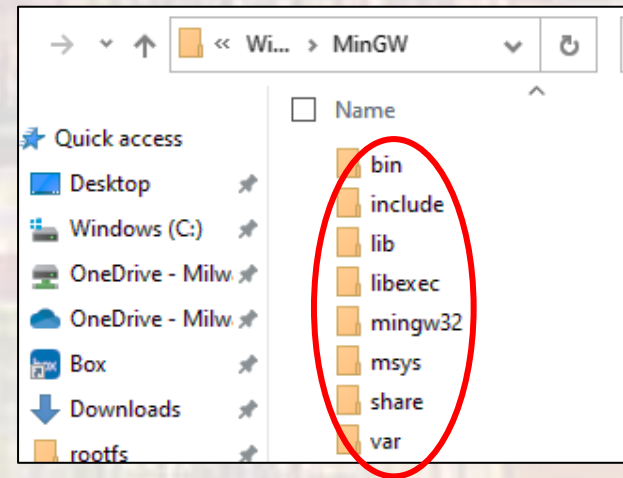 « Wi... > MinGW
Name
Quick access
Desktop
Windows (C:)
OneDrive - Milw
OneDrive - Milw
box Box
Downloads
rootfs
bin
include
lib
libexec
mingw32
msys
share
var